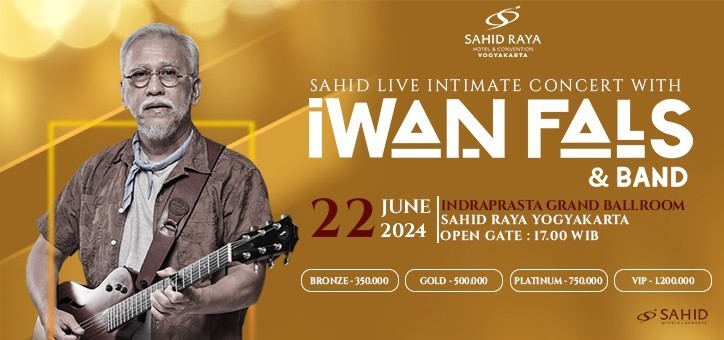 SAHID RAYA
HOTEL & CONVENTION
YOGYAKARTA
SAHID LIVE INTIMATE CONCERT WITH
iWAN FALS
& BAND
22 JUNE 2024
INDRAPRASTA GRAND BALLROOM
SAHID RAYA YOGYAKARTA
OPEN GATE : 17.00 WIB
BRONZE - 350.000
GOLD - 500.000
PLATINUM - 750.000
VIP - 1.200.000
SAHID
HOTELS & RESORTS